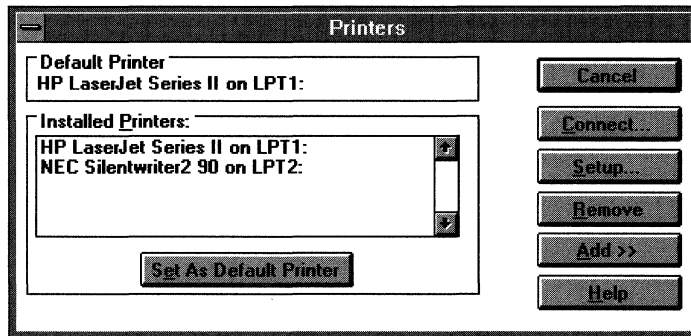 Printers
Default Printer
HP LaserJet Series II on LPT1:
Installed Printers:
HP LaserJet Series II on LPT1:
NEC Silentwriter2 90 on LPT2:
Set As Default Printer
Cancel
Connect...
Setup...
Remove
Add >>
Help